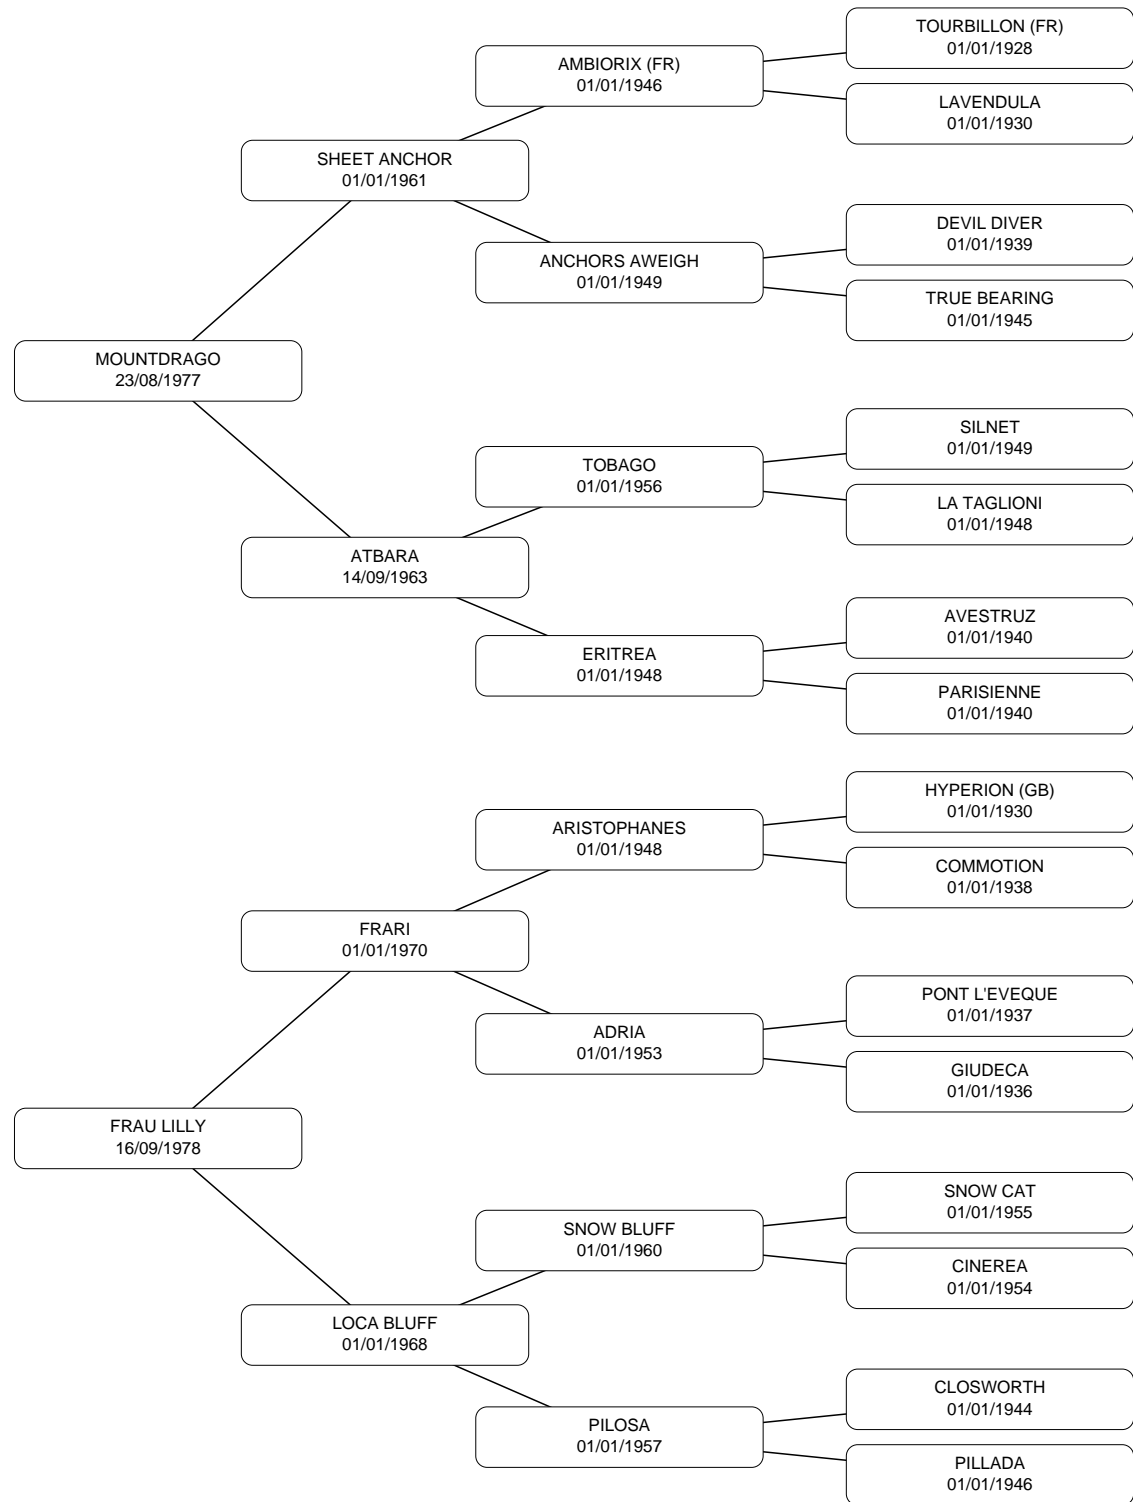 TOURBILLON (FR)
01/01/1928
AMBIORIX (FR)
01/01/1946
LAVENDULA
01/01/1930
SHEET ANCHOR
01/01/1961
DEVIL DIVER
01/01/1939
ANCHORS AWEIGH
01/01/1949
TRUE BEARING
01/01/1945
MOUNTDRAGO
23/08/1977
SILNET
01/01/1949
TOBAGO
01/01/1956
LA TAGLIONI
01/01/1948
ATBARA
14/09/1963
AVESTRUZ
01/01/1940
ERITREA
01/01/1948
PARISIENNE
01/01/1940
HYPERION (GB)
01/01/1930
ARISTOPHANES
01/01/1948
COMMOTION
01/01/1938
FRARI
01/01/1970
PONT L'EVEQUE
01/01/1937
ADRIA
01/01/1953
GIUDECA
01/01/1936
FRAU LILLY
16/09/1978
SNOW CAT
01/01/1955
SNOW BLUFF
01/01/1960
CINEREA
01/01/1954
LOCA BLUFF
01/01/1968
CLOSWORTH
01/01/1944
PILOSA
01/01/1957
PILLADA
01/01/1946